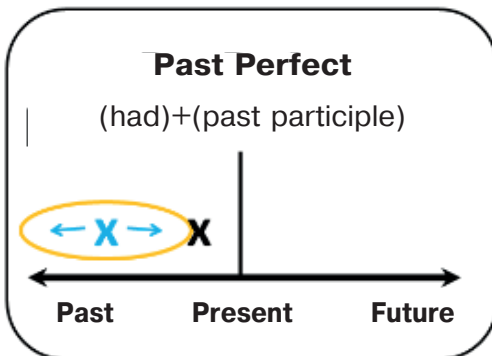 Past Perfect
(had)+(past participle)
X X
Past Present Future